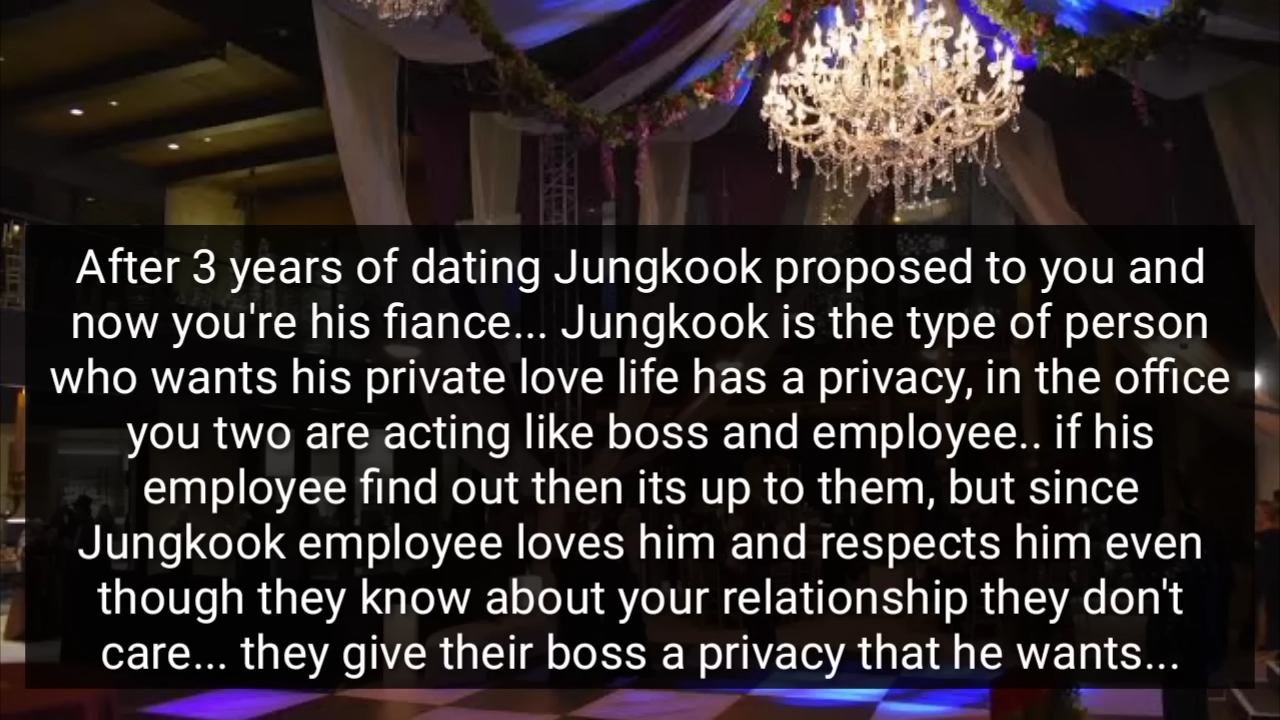 After 3 years of dating Jungkook proposed to you and
now you're his fiance... Jungkook is the type of person
who wants his private love life has a privacy, in the office
you two are acting like boss and employee.. if his
employee find out then its up to them, but since
Jungkook employee loves him and respects him even
though they know about your relationship they don't
care... they give their boss a privacy that he wants...